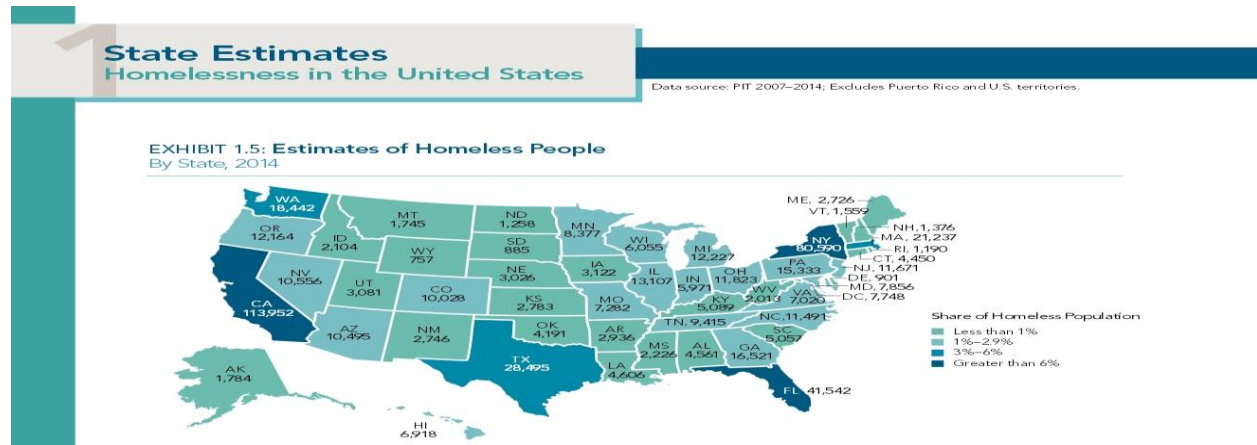 1
State Estimates
Homelessness in the United States
Data source: PIT 2007–2014; Excludes Puerto Rico and U.S. territories.
EXHIBIT 1.5: Estimates of Homeless People
By State, 2014
WA
18,442
OR
12,164
ID
2,104
MT
1,745
ND
1,258
MN
8,377
WI
6,055
MI
12,227
ME, 2,726
VT, 1,559
NH, 1,376
MA, 21,237
RI, 1,190
CT, 4,450
NY
80,590
NJ, 11,671
DE, 901
MD, 7,856
DC, 7,748
PA
15,333
SD
885
WY
757
NV
10,556
UT
3,081
CO
10,028
NE
3,026
IA
3,122
IL
13,107
IN
5,971
OH
11,823
WV
2,013
VA
7,020
CA
113,952
AZ
10,495
NM
2,746
KS
2,783
MO
7,282
KY
5,089
TN, 9,415
NC, 11,491
OK
4,191
AR
2,936
SC
5,057
TX
28,495
LA
4,606
MS
2,226
AL
4,561
GA
16,521
FL 41,542
AK
1,784
HI
6,918
Share of Homeless Population
Less than 1%
1%–2.9%
3%–6%
Greater than 6%